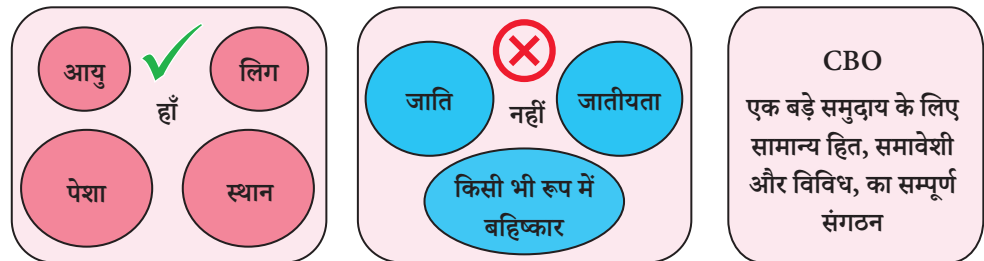 आयु
लिग
हाँ
पेशा
स्थान
जाति
नहीं
जातीयता
किसी भी रूप में
बहिष्कार
CBO
एक बड़े समुदाय के लिए
सामान्य हित, समावेशी
और विविध, का सम्पूर्ण
संगठन